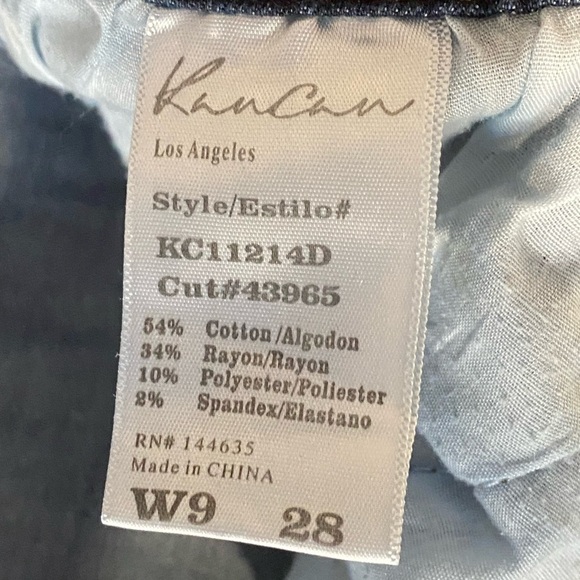 KanCan
Los Angeles
Style/Estilo#
KC11214D
Cut#43965
54% Cotton/Algodon
34% Rayon/Rayon
10% Polyester/Poliester
2% Spandex/Elastano
RN# 144635
Made in CHINA
W9 28